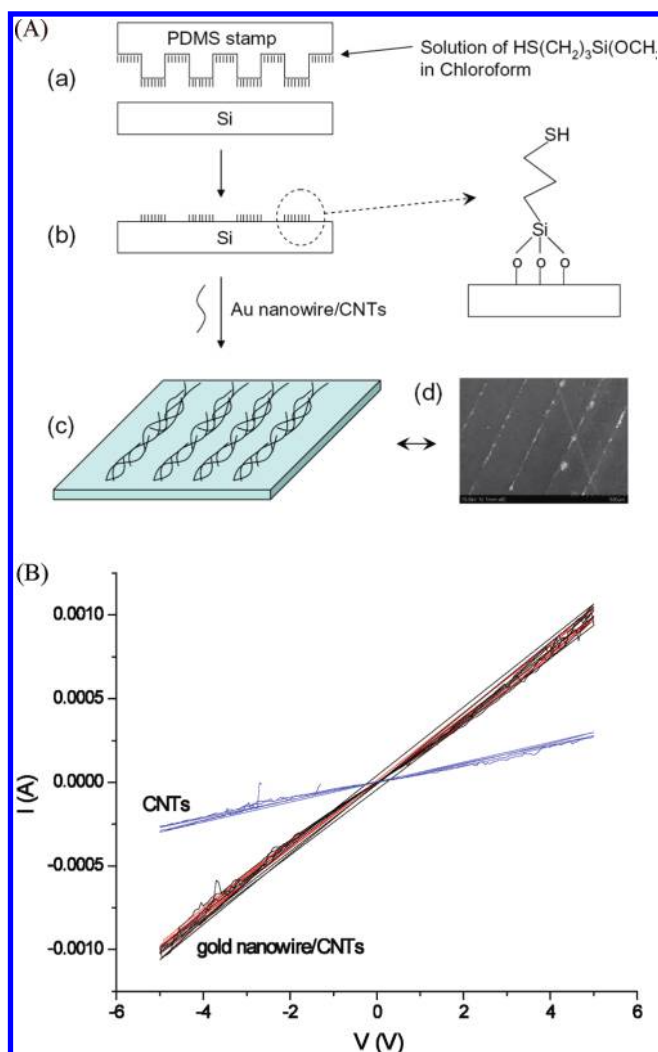 (A)
PDMS stamp
Solution of HS(CH2)3Si(OCH
in Chloroform
(a)
Si
SH
(b)
Si
Si
O O O
Au nanowire/CNTs
(c)
(d)
(B)
I (A)
0.0010
0.0005
0.0000
CNTs
-0.0005
gold nanowire/CNTs
-0.0010
-6 -4 -2 0 2 4 6
V (V)